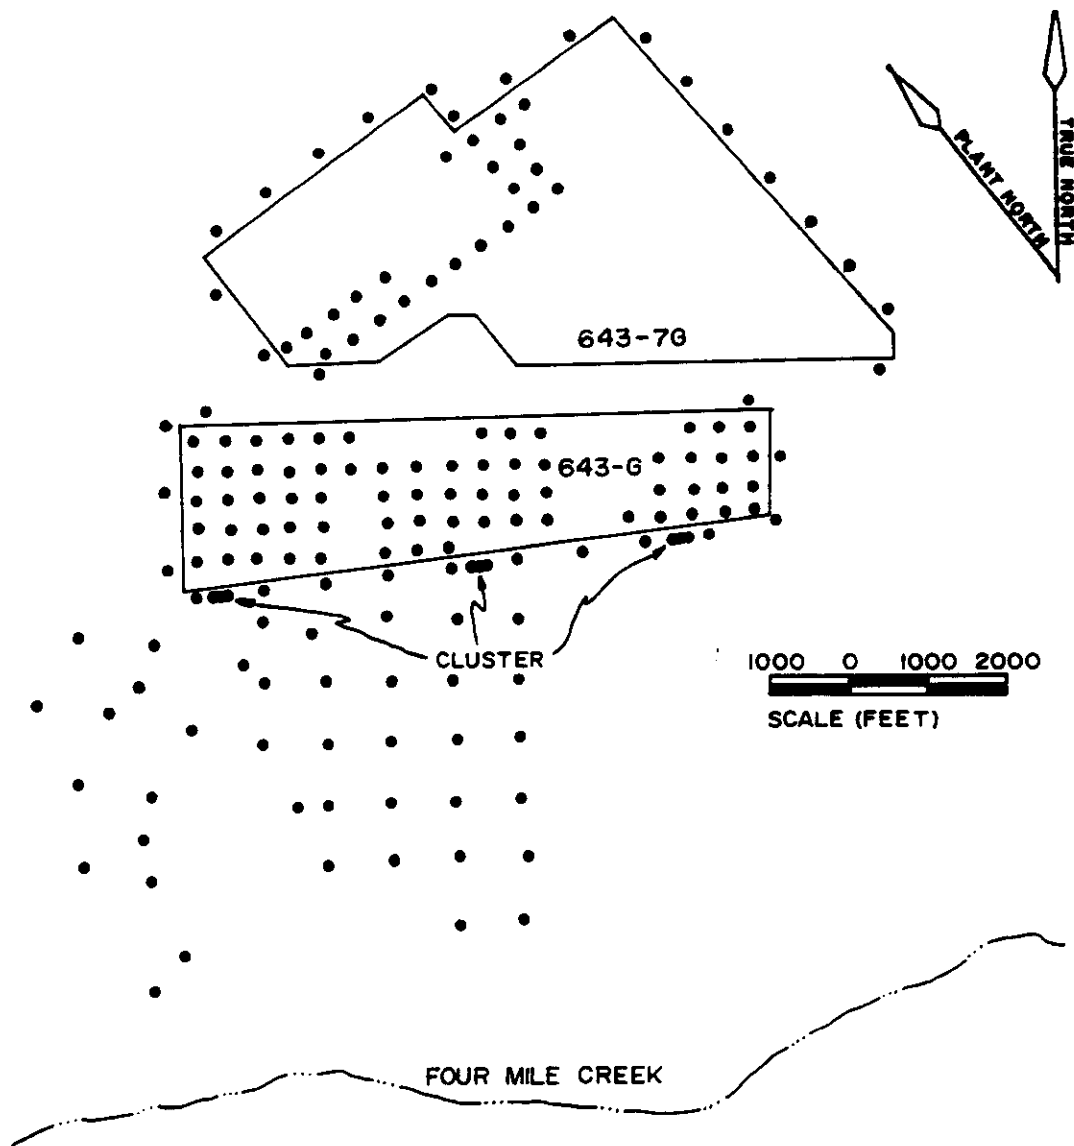 TRUE NORTH
PLANT NORTH
643-7G
643-G
CLUSTER
1000 0 1000 2000
SCALE (FEET)
FOUR MILE CREEK